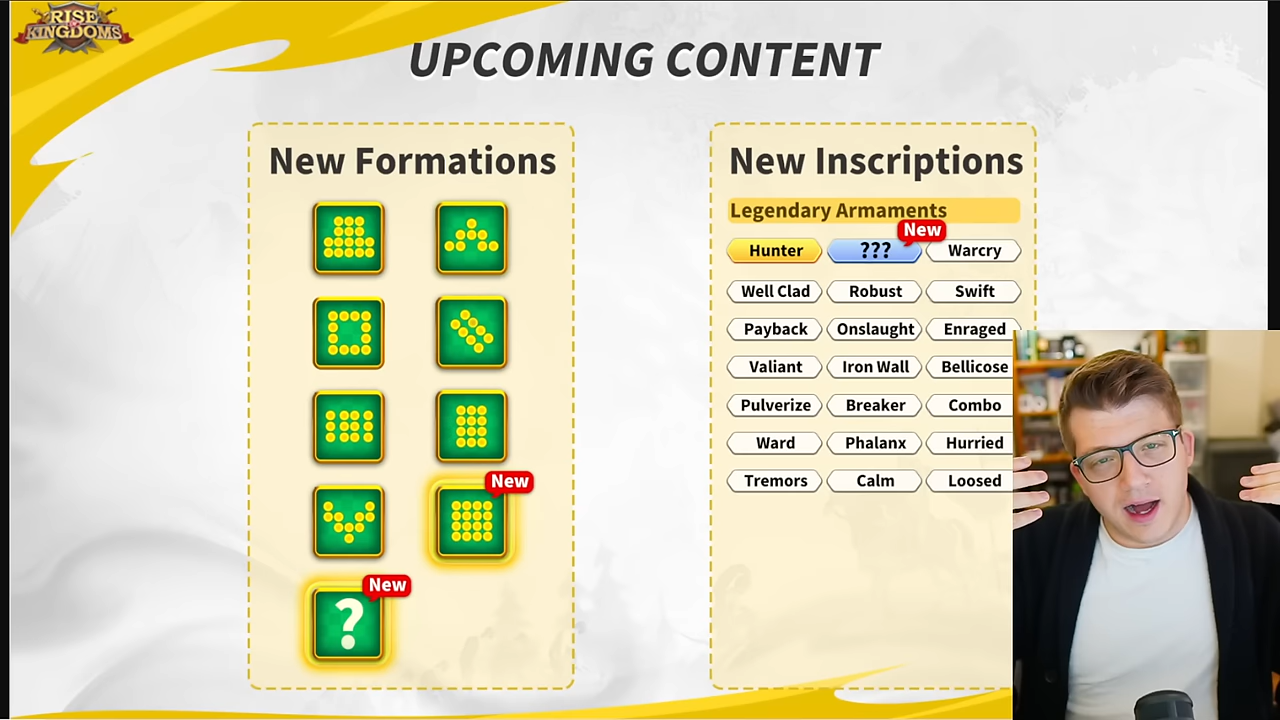 RISE
OF
KINGDOMS
UPCOMING CONTENT
New Formations
New
New
?
New Inscriptions
Legendary Armaments
New
Hunter ??? Warcry
Well Clad Robust Swift
Payback Onslaught Enraged
Valiant Iron Wall Bellicose
Pulverize Breaker Combo
Ward Phalanx Hurried
Tremors Calm Loosed